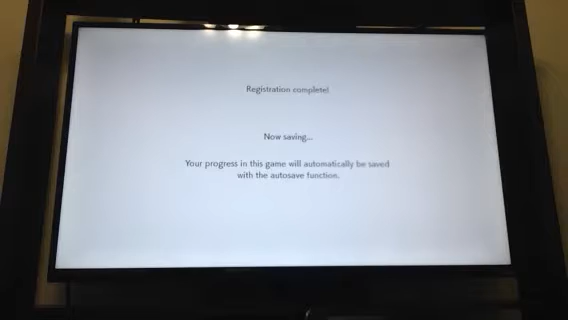 Registration complete!
Now saving...
Your progress in this game will automatically be saved
with the autosave function.